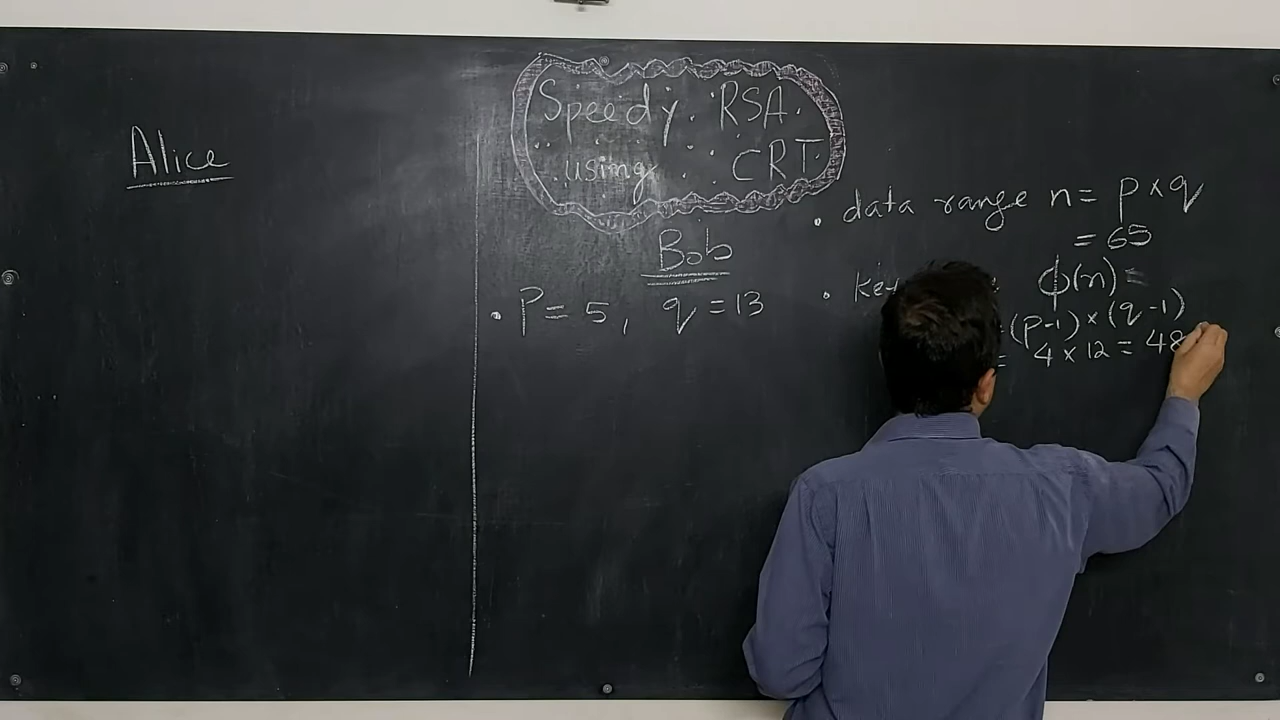 Speedy RSA
using CRT
Alice
Bob
• P = 5, q = 13
• data range n = p × q
= 65
• key : ϕ(n) =
(p-1) × (q-1)
= 4 × 12 = 48